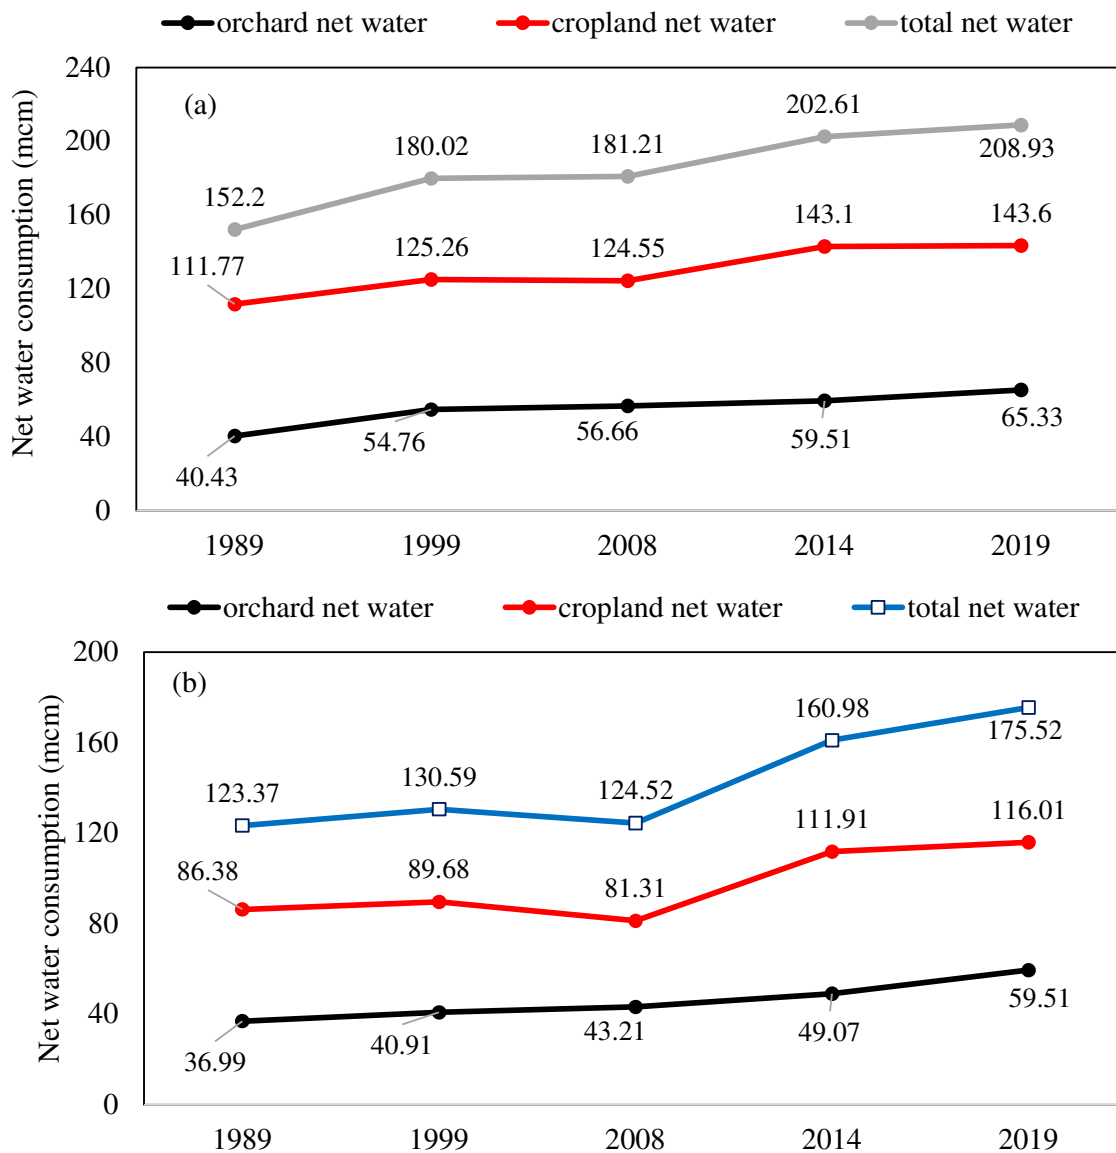 orchard net water cropland net water total net water
Net water consumption (mcm)
(a)
240
200
160
120
80
40
0
152.2 180.02 181.21 202.61 208.93
111.77 125.26 124.55 143.1 143.6
40.43 54.76 56.66 59.51 65.33
1989 1999 2008 2014 2019
orchard net water cropland net water total net water
Net water consumption (mcm)
(b)
200
160
120
80
40
0
123.37 130.59 124.52 160.98 175.52
86.38 89.68 81.31 111.91 116.01
36.99 40.91 43.21 49.07 59.51
1989 1999 2008 2014 2019